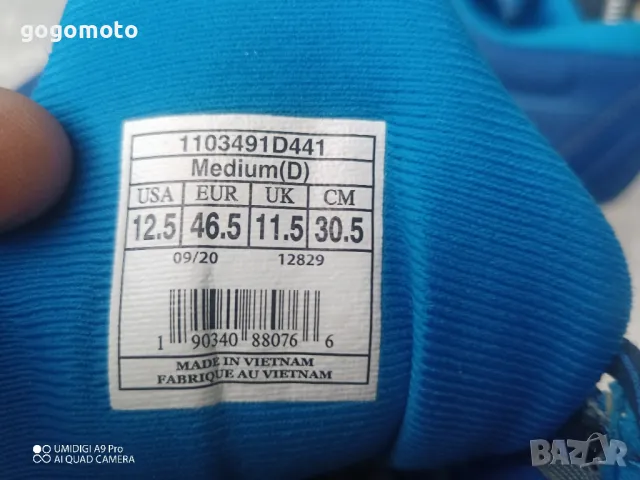 gogomoto
1103491D441
Medium(D)
USA EUR UK CM
12.5 46.5 11.5 30.5
09/20 12829
1 90340 88076 6
MADE IN VIETNAM
FABRIQUE AU VIETNAM
UMIDIGI A9 Pro
AI QUAD CAMERA
BAZAR